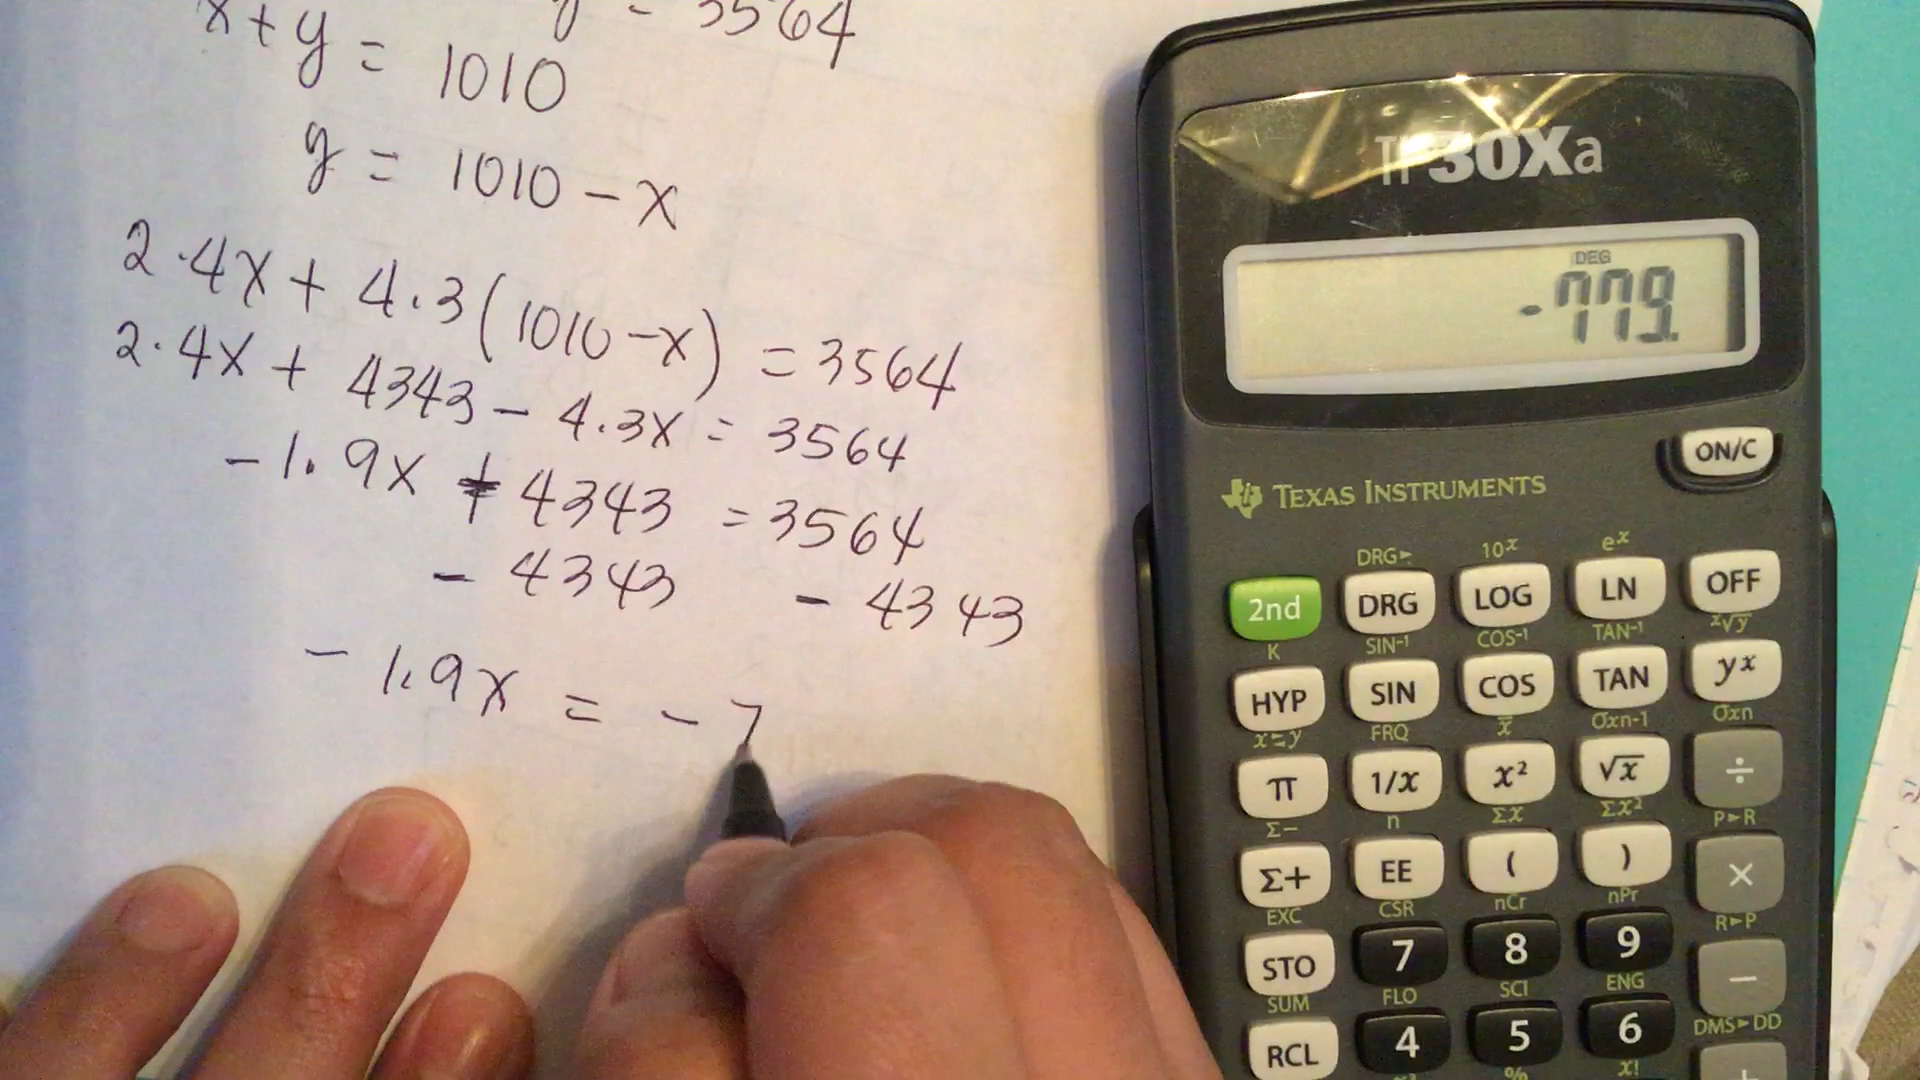 y = 3564
x + y = 1010
y = 1010 - x
2.4x + 4.3(1010 - x) = 3564
2.4x + 4343 - 4.3x = 3564
-1.9x + 4343 = 3564
- 4343 - 4343
-1.9x = -7
TI-30Xa
DEG
-779.
ON/C
TEXAS INSTRUMENTS
DRG► 10ˣ eˣ
2nd DRG LOG LN OFF
K SIN⁻¹ COS⁻¹ TAN⁻¹ ˣ√y
HYP SIN COS TAN yˣ
x⇆y FRQ x̅ σxn-1 σxn
π 1/x x² √x ÷
Σ- n Σx Σx² P►R
Σ+ EE ( ) ×
EXC CSR nCr nPr R►P
STO 7 8 9 −
SUM FLO SCI ENG DMS►DD
RCL 4 5 6 +
% x!